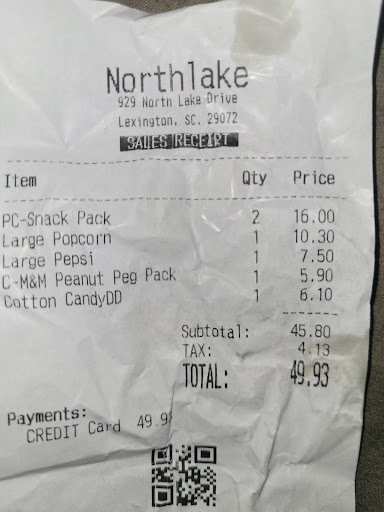 Northlake
929 North Lake Drive
Lexington, SC. 29072
SALES RECEIPT
Item Qty Price
PC-Snack Pack 2 16.00
Large Popcorn 1 10.30
Large Pepsi 1 7.50
C-M&M Peanut Peg Pack 1 5.90
Cotton CandyDD 1 6.10
Subtotal: 45.80
TAX: 4.13
TOTAL: 49.93
Payments:
CREDIT Card 49.9